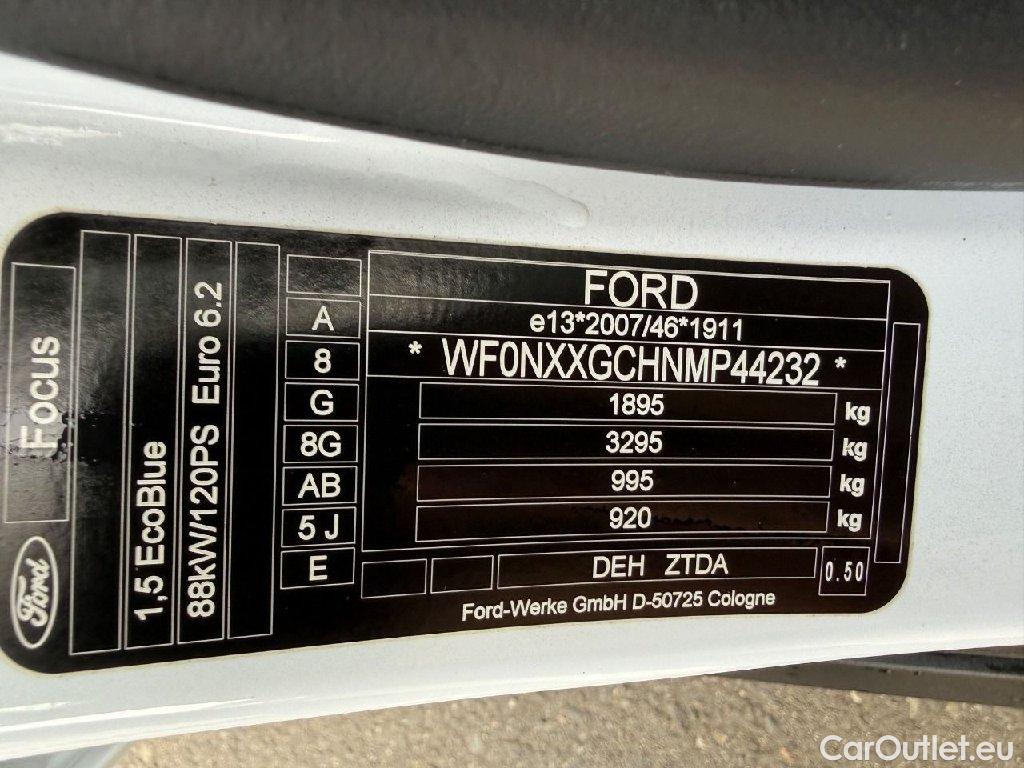 Ford
Focus
1,5 EcoBlue
88kW/120PS Euro 6.2
A
8
G
8G
AB
5 J
E
FORD
e13*2007/46*1911
* WF0NXXGCHNMP44232 *
1895 kg
3295 kg
995 kg
920 kg
DEH ZTDA
0.50
Ford-Werke GmbH D-50725 Cologne
CarOutlet.eu